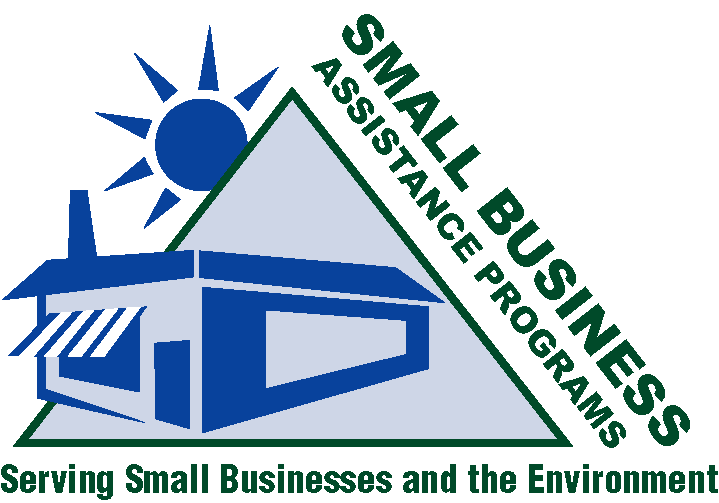 SMALL BUSINESS
ASSISTANCE PROGRAMS
Serving Small Businesses and the Environment